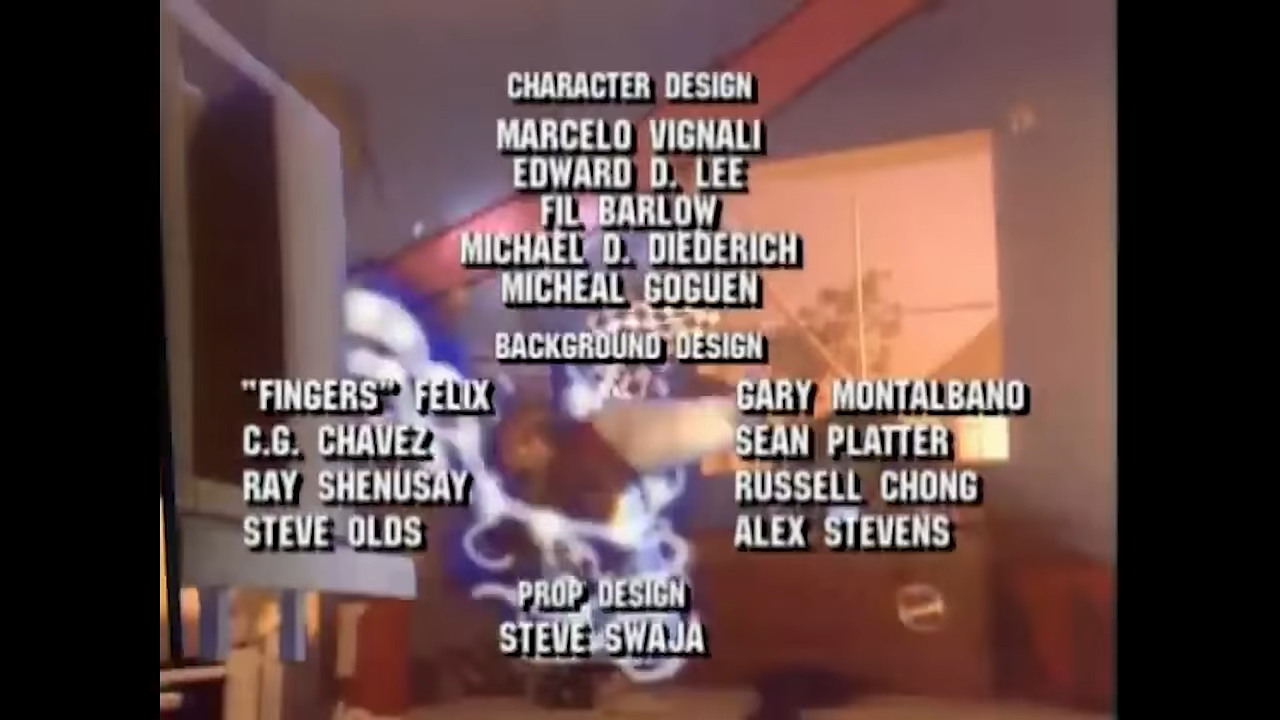 CHARACTER DESIGN
MARCELO VIGNALI
EDWARD D. LEE
FIL BARLOW
MICHAEL D. DIEDERICH
MICHEAL GOGUEN
BACKGROUND DESIGN
"FINGERS" FELIX
C.G. CHAVEZ
RAY SHENUSAY
STEVE OLDS
GARY MONTALBANO
SEAN PLATTER
RUSSELL CHONG
ALEX STEVENS
PROP DESIGN
STEVE SWAJA